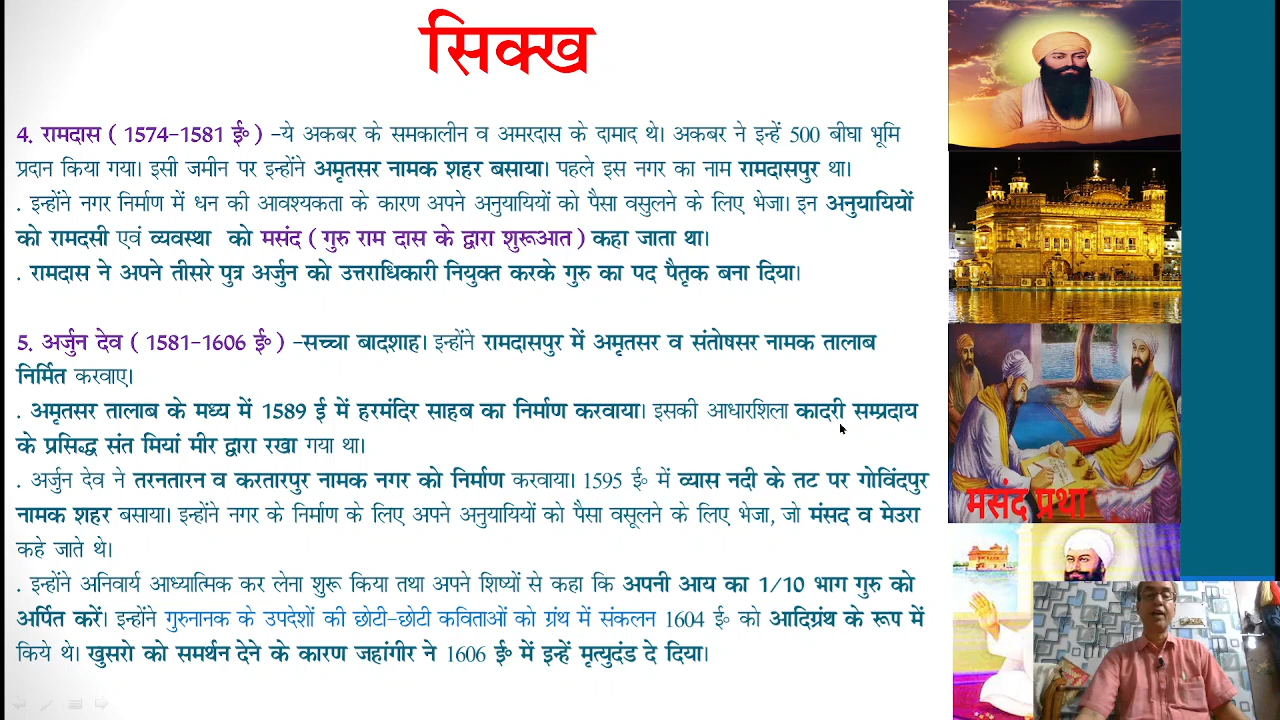 सिक्ख
4. रामदास ( 1574-1581 ई॰ ) -ये अकबर के समकालीन व अमरदास के दामाद थे। अकबर ने इन्हें 500 बीघा भूमि
प्रदान किया गया। इसी जमीन पर इन्होंने अमृतसर नामक शहर बसाया। पहले इस नगर का नाम रामदासपुर था।
. इन्होंने नगर निर्माण में धन की आवश्यकता के कारण अपने अनुयायियों को पैसा वसुलने के लिए भेजा। इन अनुयायियों
को रामदसी एवं व्यवस्था को मसंद ( गुरु राम दास के द्वारा शुरूआत ) कहा जाता था।
. रामदास ने अपने तीसरे पुत्र अर्जुन को उत्तराधिकारी नियुक्त करके गुरु का पद पैतृक बना दिया।
5. अर्जुन देव ( 1581-1606 ई॰ ) -सच्चा बादशाह। इन्होंने रामदासपुर में अमृतसर व संतोषसर नामक तालाब
निर्मित करवाए।
. अमृतसर तालाब के मध्य में 1589 ई में हरमंदिर साहब का निर्माण करवाया। इसकी आधारशिला कादरी सम्प्रदाय
के प्रसिद्ध संत मियां मीर द्वारा रखा गया था।
. अर्जुन देव ने तरनतारन व करतारपुर नामक नगर को निर्माण करवाया। 1595 ई॰ में व्यास नदी के तट पर गोविंदपुर
नामक शहर बसाया। इन्होंने नगर के निर्माण के लिए अपने अनुयायियों को पैसा वसूलने के लिए भेजा, जो मंसद व मेउरा
कहे जाते थे।
. इन्होंने अनिवार्य आध्यात्मिक कर लेना शुरू किया तथा अपने शिष्यों से कहा कि अपनी आय का 1/10 भाग गुरु को
अर्पित करें। इन्होंने गुरुनानक के उपदेशों की छोटी-छोटी कविताओं को ग्रंथ में संकलन 1604 ई॰ को आदिग्रंथ के रूप में
किये थे। खुसरो को समर्थन देने के कारण जहांगीर ने 1606 ई॰ में इन्हें मृत्युदंड दे दिया।
मसंद प्रथा